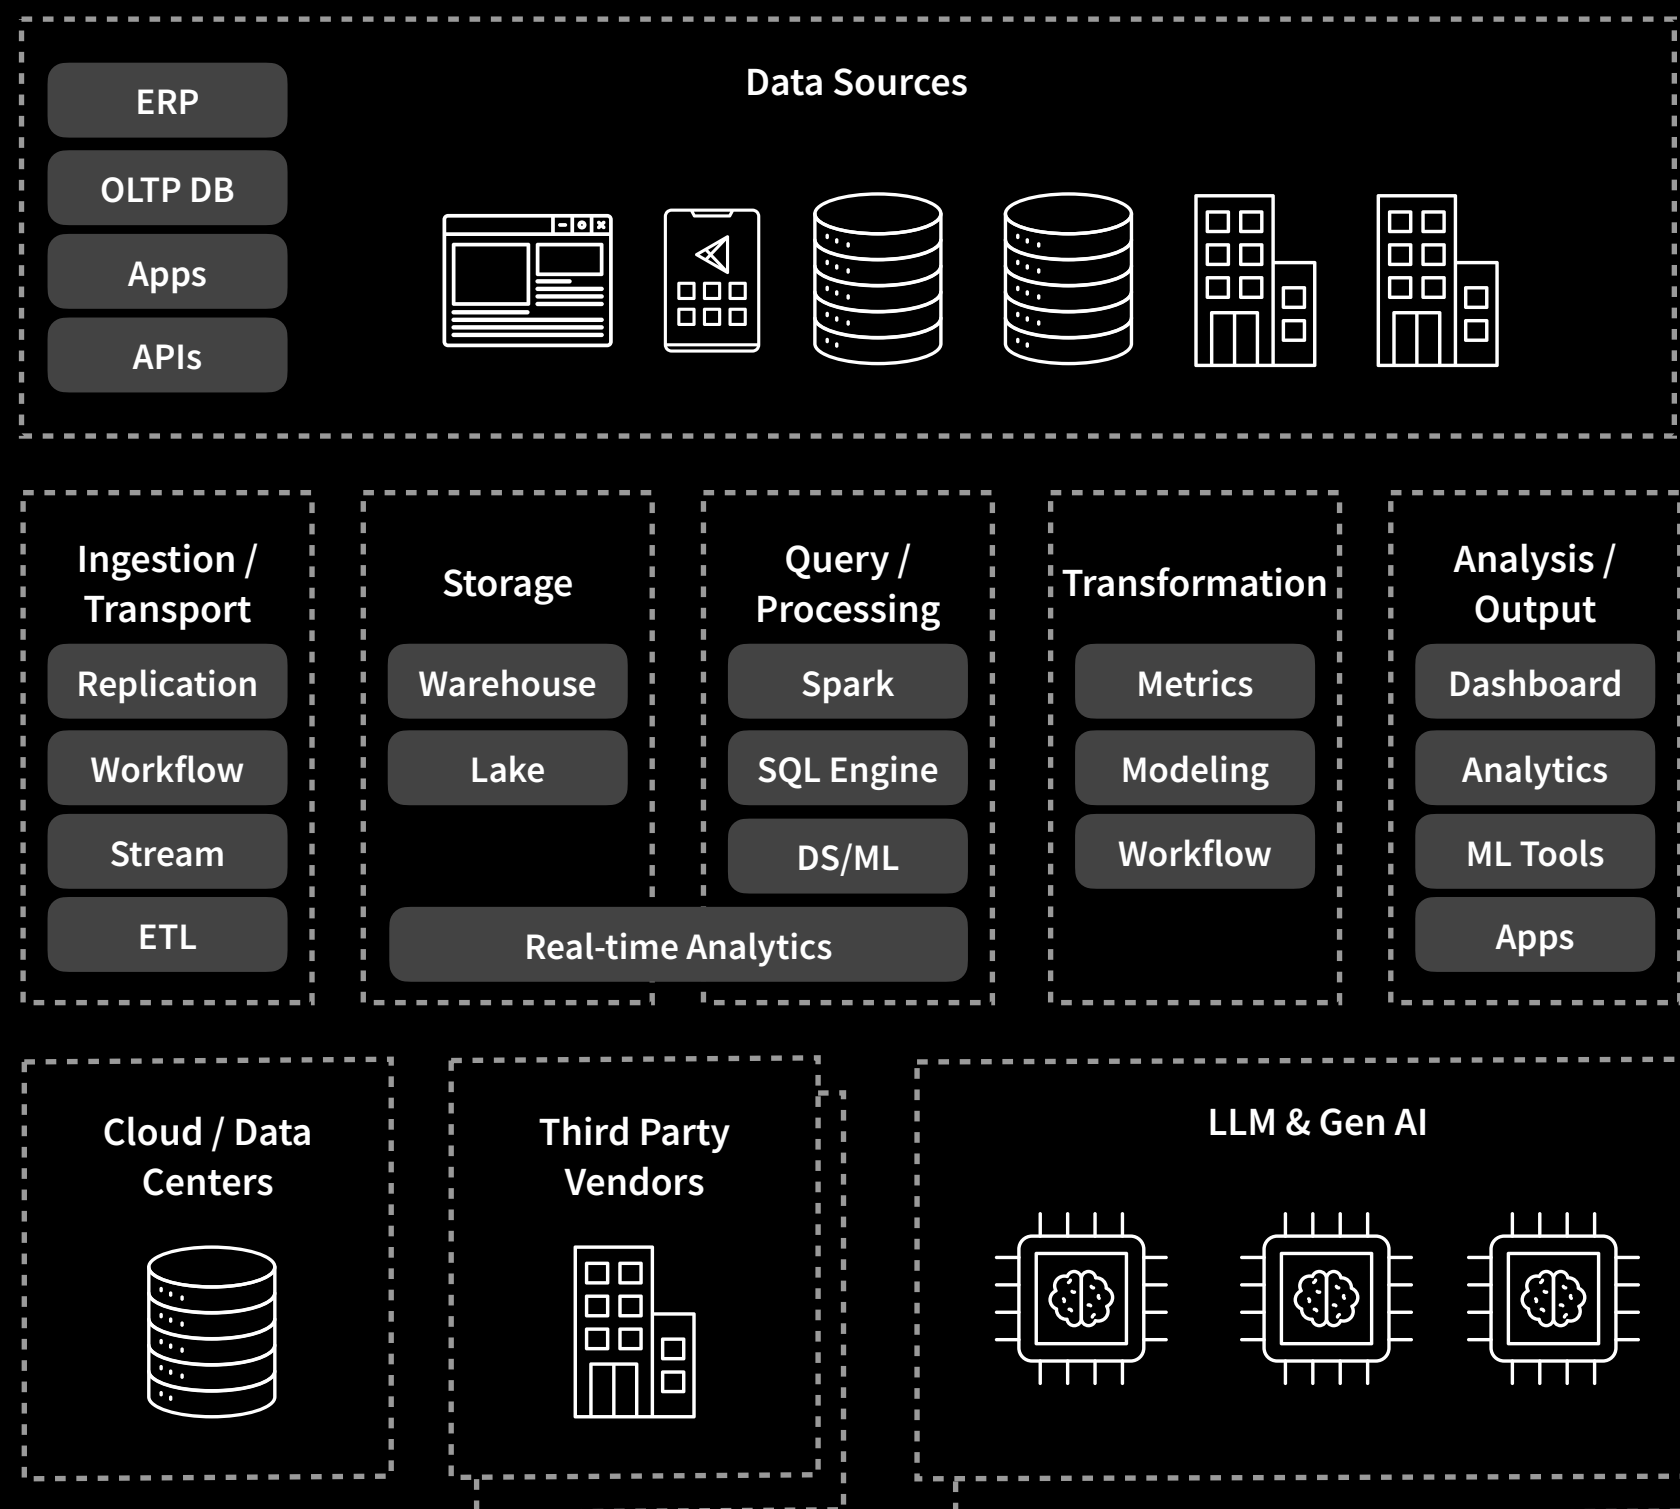 Data Sources
ERP
OLTP DB
Apps
APIs
Ingestion /
Transport
Replication
Workflow
Stream
ETL
Storage
Warehouse
Lake
Query /
Processing
Spark
SQL Engine
DS/ML
Real-time Analytics
Transformation
Metrics
Modeling
Workflow
Analysis /
Output
Dashboard
Analytics
ML Tools
Apps
Cloud / Data
Centers
Third Party
Vendors
LLM & Gen AI